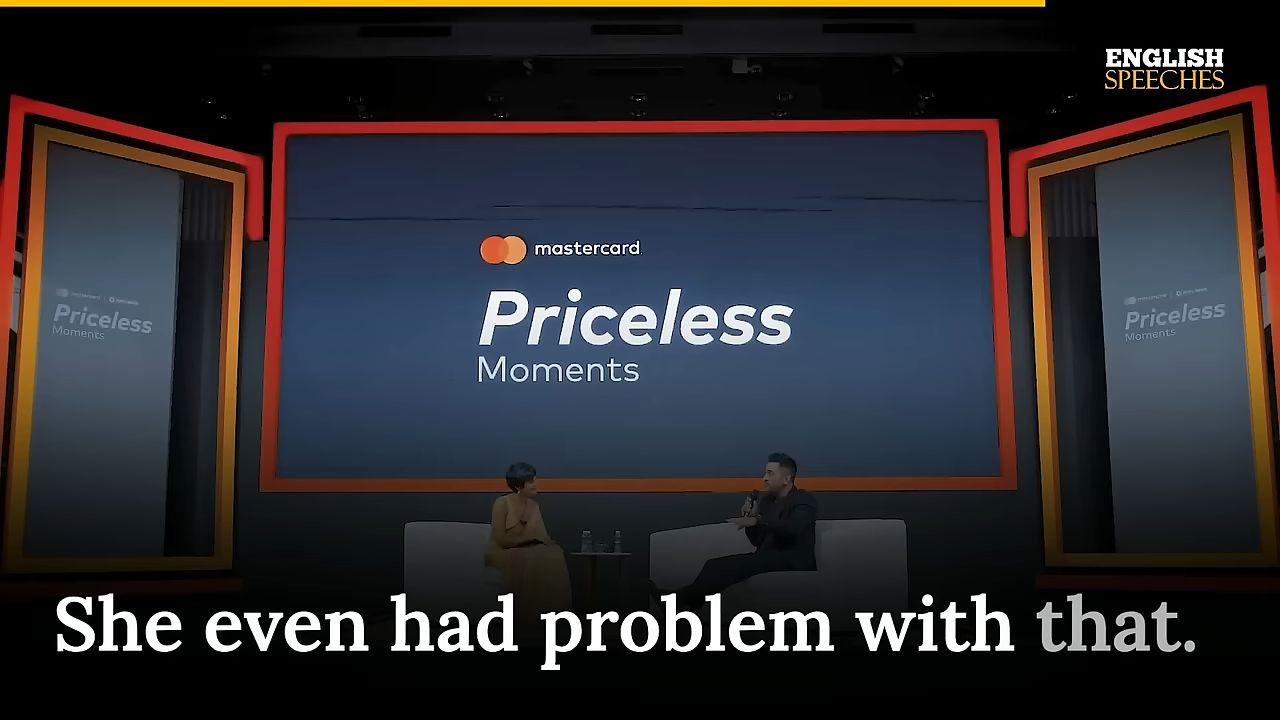 ENGLISH
SPEECHES
mastercard
Priceless
Moments
Priceless
Moments
Priceless
Moments
She even had problem with that.